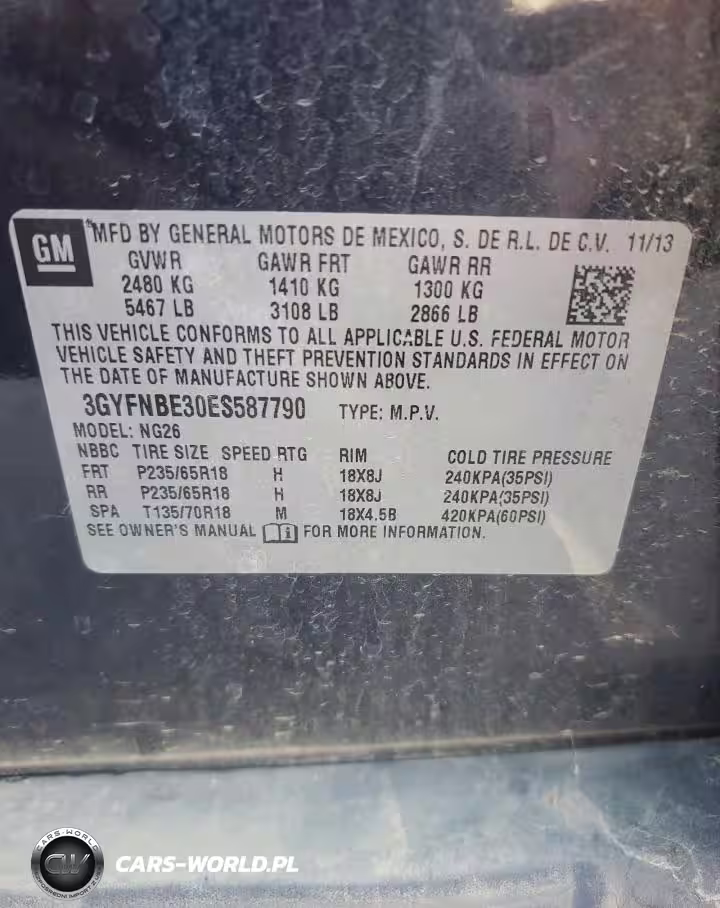 GM
MFD BY GENERAL MOTORS DE MEXICO, S. DE R.L. DE C.V. 11/13
GVWR GAWR FRT GAWR RR
2480 KG 1410 KG 1300 KG
5467 LB 3108 LB 2866 LB
THIS VEHICLE CONFORMS TO ALL APPLICABLE U.S. FEDERAL MOTOR
VEHICLE SAFETY AND THEFT PREVENTION STANDARDS IN EFFECT ON
THE DATE OF MANUFACTURE SHOWN ABOVE.
3GYFNBE30ES587790 TYPE: M.P.V.
MODEL: NG26
NBBC TIRE SIZE SPEED RTG RIM COLD TIRE PRESSURE
FRT P235/65R18 H 18X8J 240KPA(35PSI)
RR P235/65R18 H 18X8J 240KPA(35PSI)
SPA T135/70R18 M 18X4.5B 420KPA(60PSI)
SEE OWNER'S MANUAL FOR MORE INFORMATION.
CARS-WORLD
CW
CARS-WORLD.PL